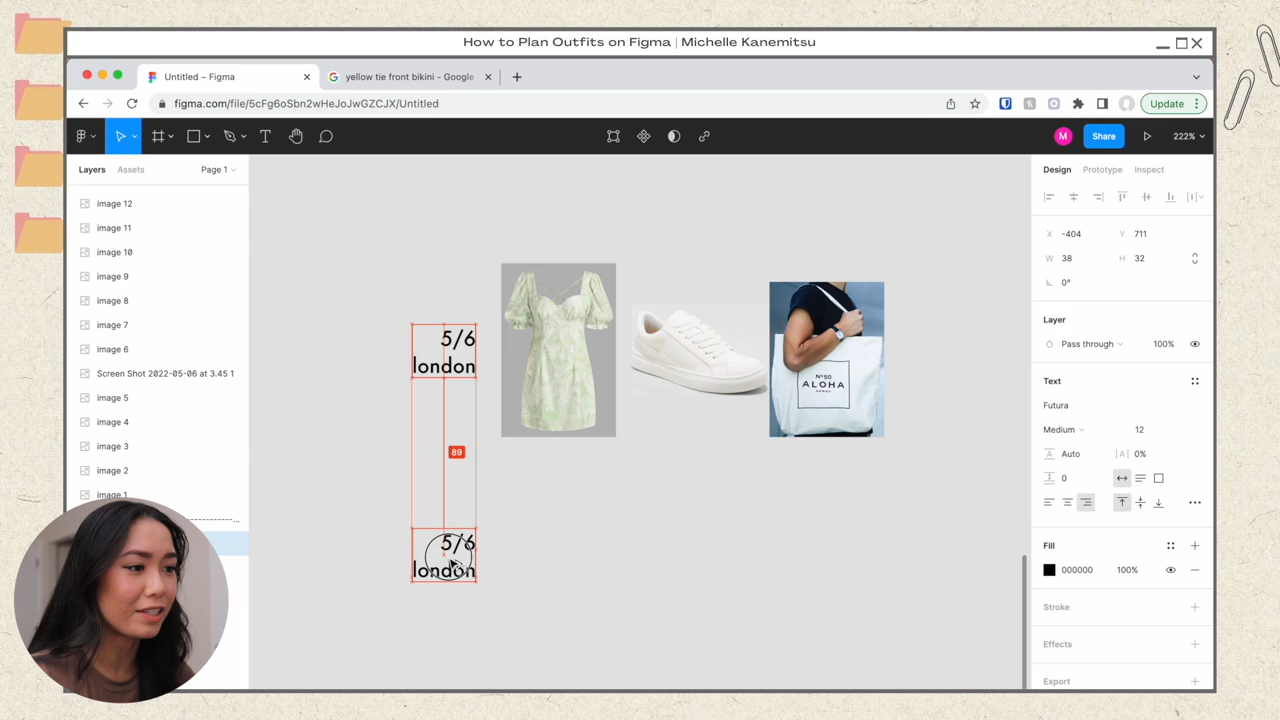 How to Plan Outfits on Figma | Michelle Kanemitsu
Untitled – Figma
yellow tie front bikini - Google
figma.com/file/5cFg6oSbn2wHeJoJwGZCJX/Untitled
Update
M
Share
222%
Layers
Assets
Page 1
image 12
image 11
image 10
image 9
image 8
image 7
image 6
Screen Shot 2022-05-06 at 3.45 1
image 5
image 4
image 3
image 2
image 1
------------...
5/6
london
89
5/6
london
Nº50
ALOHA
HAWAII
Design
Prototype
Inspect
X -404
Y 711
W 38
H 32
0°
Layer
Pass through
100%
Text
Futura
Medium
12
A Auto
|A| 0%
0
Fill
000000
100%
Stroke
Effects
Export